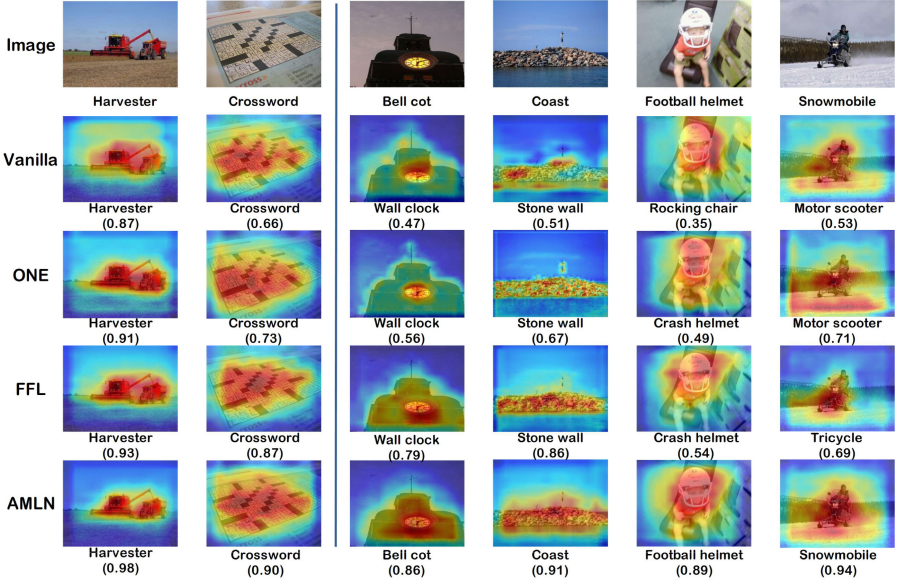 Image
Harvester Crossword Bell cot Coast Football helmet Snowmobile
Vanilla
Harvester Crossword Wall clock Stone wall Rocking chair Motor scooter
(0.87) (0.66) (0.47) (0.51) (0.35) (0.53)
ONE
Harvester Crossword Wall clock Stone wall Crash helmet Motor scooter
(0.91) (0.73) (0.56) (0.67) (0.49) (0.71)
FFL
Harvester Crossword Wall clock Stone wall Crash helmet Tricycle
(0.93) (0.87) (0.79) (0.86) (0.54) (0.69)
AMLN
Harvester Crossword Bell cot Coast Football helmet Snowmobile
(0.98) (0.90) (0.86) (0.91) (0.89) (0.94)